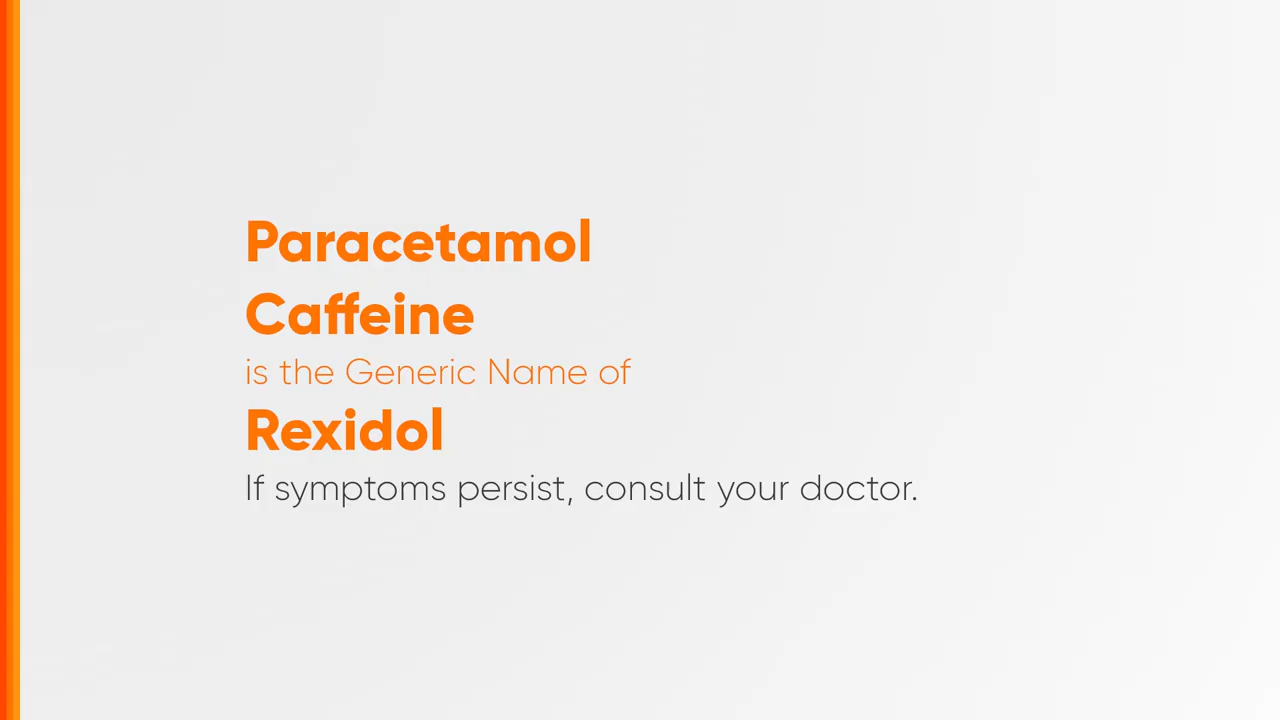 Paracetamol
Caffeine
is the Generic Name of
Rexidol
If symptoms persist, consult your doctor.